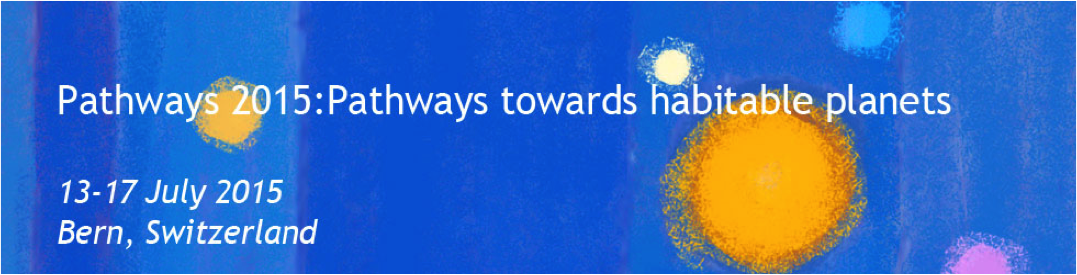 Pathways 2015:Pathways towards habitable planets
13-17 July 2015
Bern, Switzerland